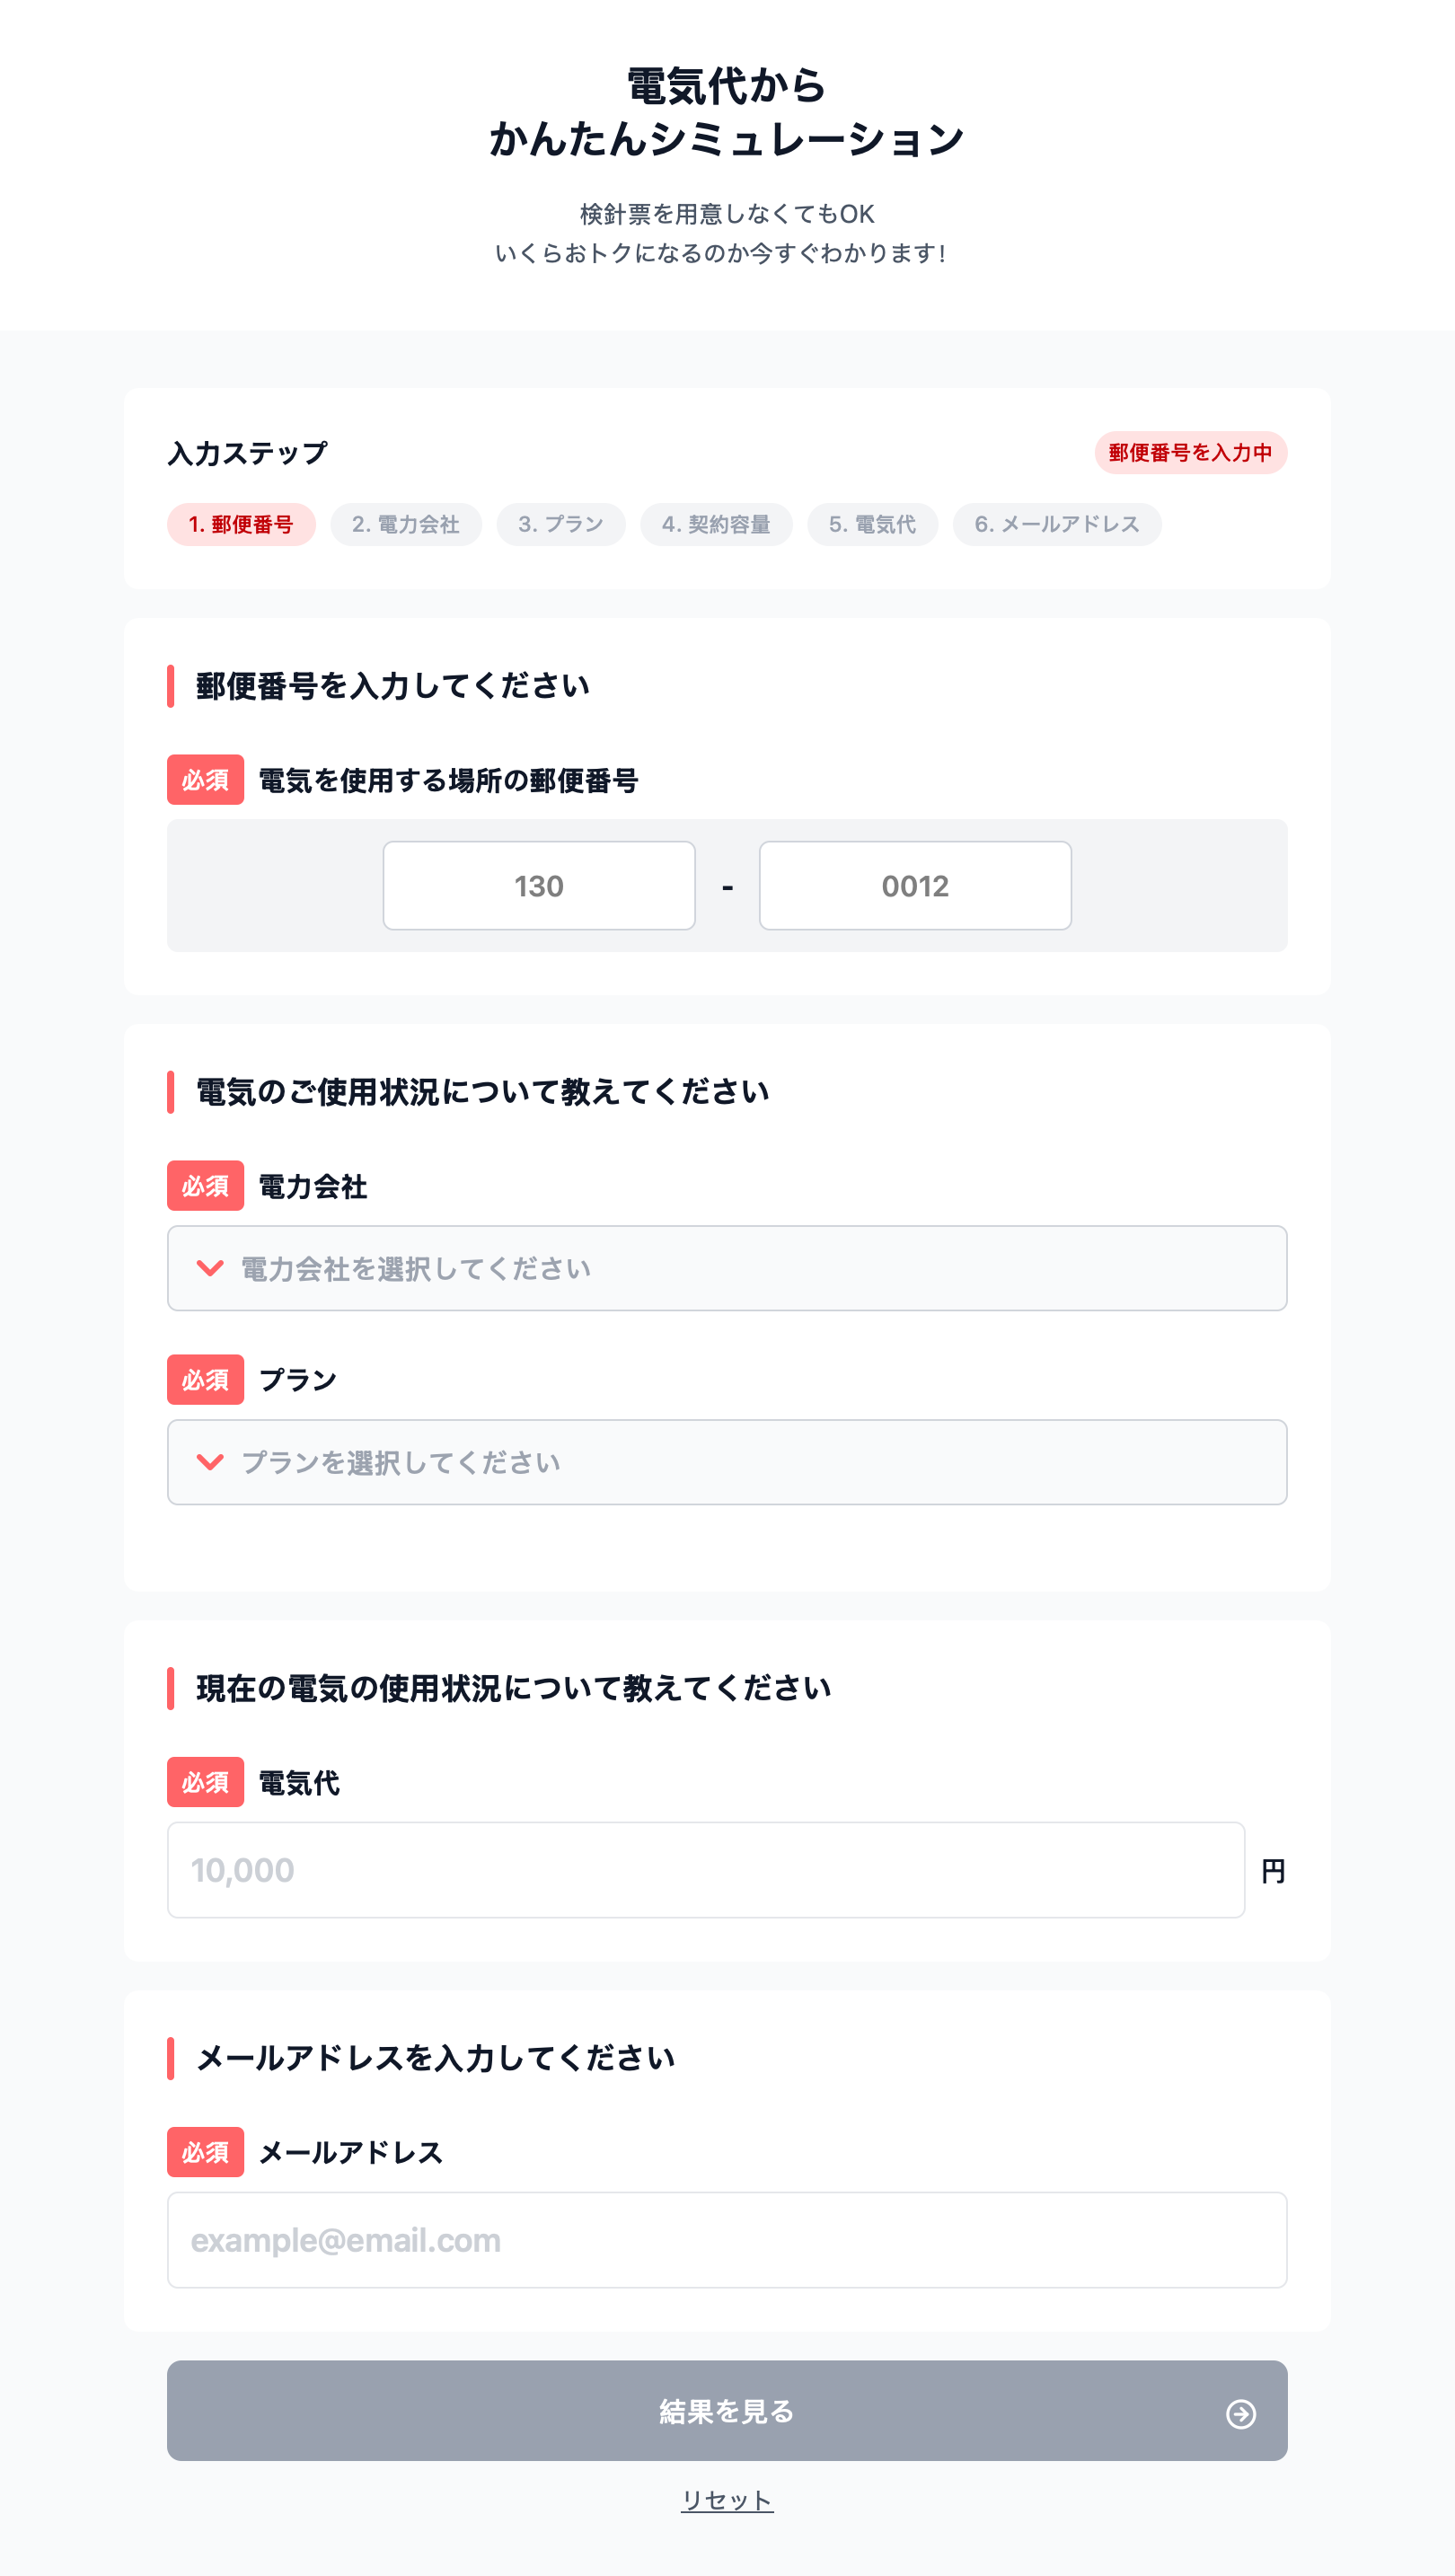 電気代から
かんたんシミュレーション
検針票を用意しなくてもOK
いくらおトクになるのか今すぐわかります！
入力ステップ
郵便番号を入力中
1. 郵便番号
2. 電力会社
3. プラン
4. 契約容量
5. 電気代
6. メールアドレス
郵便番号を入力してください
必須 電気を使用する場所の郵便番号
130 - 0012
電気のご使用状況について教えてください
必須 電力会社
電力会社を選択してください
必須 プラン
プランを選択してください
現在の電気の使用状況について教えてください
必須 電気代
10,000 円
メールアドレスを入力してください
必須 メールアドレス
example@email.com
結果を見る
リセット